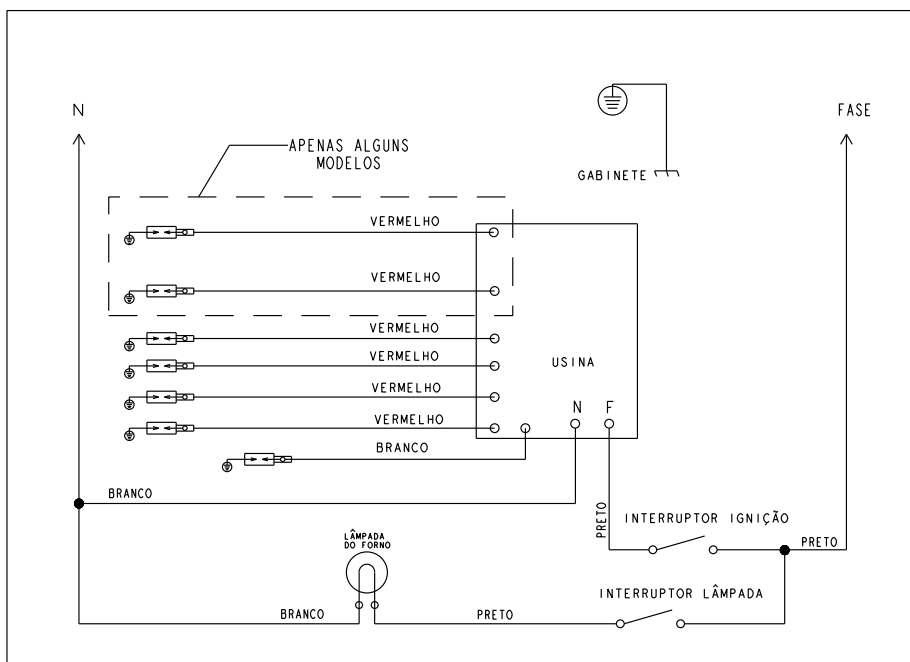 N
FASE
APENAS ALGUNS
MODELOS
GABINETE
VERMELHO
VERMELHO
VERMELHO
VERMELHO
VERMELHO
VERMELHO
USINA
N F
BRANCO
BRANCO
PRETO
INTERRUPTOR IGNIÇÃO
PRETO
LÂMPADA
DO FORNO
INTERRUPTOR LÂMPADA
BRANCO
PRETO